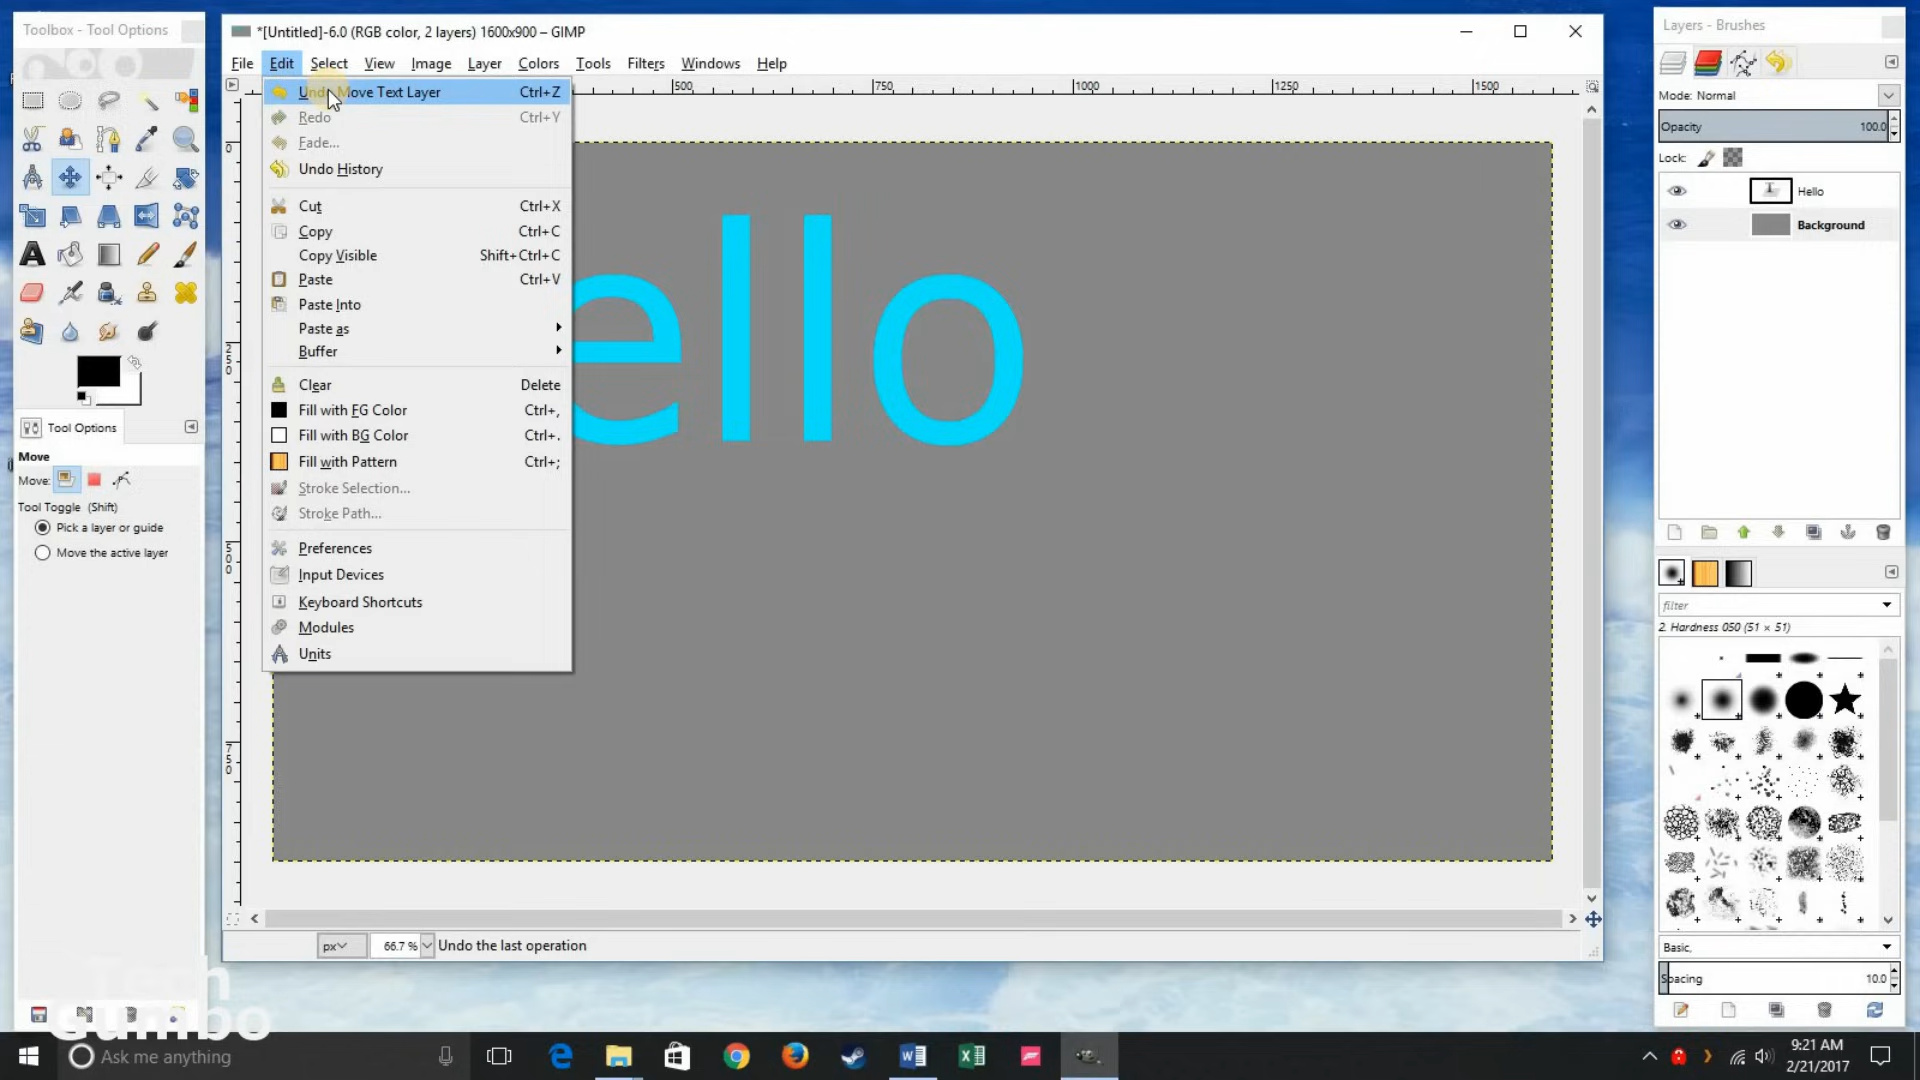 Toolbox - Tool Options
*[Untitled]-6.0 (RGB color, 2 layers) 1600x900 – GIMP
Layers - Brushes
File Edit Select View Image Layer Colors Tools Filters Windows Help
500 750 1000 1250 1500
Undo Move Text Layer Ctrl+Z
Redo Ctrl+Y
Fade...
Undo History
Cut Ctrl+X
Copy Ctrl+C
Copy Visible Shift+Ctrl+C
Paste Ctrl+V
Paste Into
Paste as
Buffer
Clear Delete
Fill with FG Color Ctrl+,
Fill with BG Color Ctrl+.
Fill with Pattern Ctrl+;
Stroke Selection...
Stroke Path...
Preferences
Input Devices
Keyboard Shortcuts
Modules
Units
0
250
500
750
ello
Tool Options
Move
Move:
Tool Toggle (Shift)
Pick a layer or guide
Move the active layer
px 66.7 % Undo the last operation
Mode: Normal
Opacity 100.0
Lock:
Hello
Background
filter
2. Hardness 050 (51 × 51)
Basic,
Spacing 10.0
Tech
Gumbo
Ask me anything
9:21 AM
2/21/2017